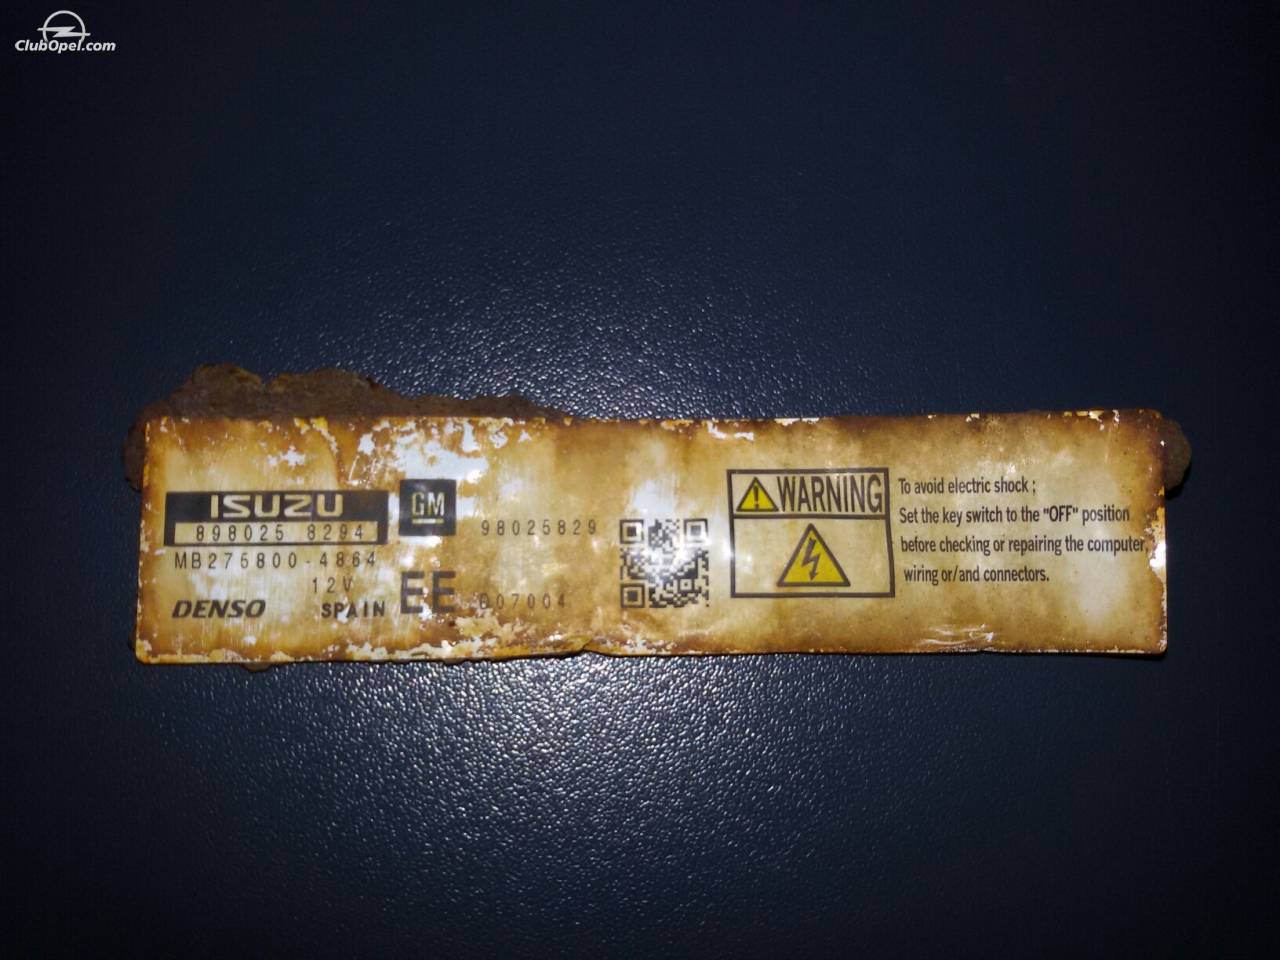 ClubOpel.com
ISUZU
898025 8294
MB275800-4864
12V
DENSO SPAIN
GM
EE
98025829
007004
WARNING
To avoid electric shock ;
Set the key switch to the "OFF" position
before checking or repairing the computer,
wiring or/and connectors.